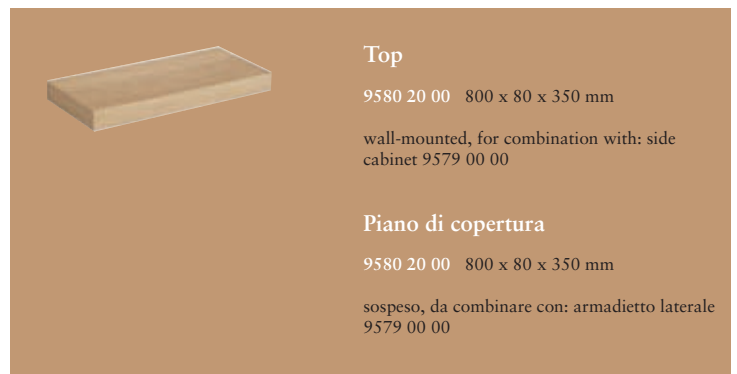 Top
9580 20 00 800 x 80 x 350 mm
wall-mounted, for combination with: side
cabinet 9579 00 00
Piano di copertura
9580 20 00 800 x 80 x 350 mm
sospeso, da combinare con: armadietto laterale
9579 00 00